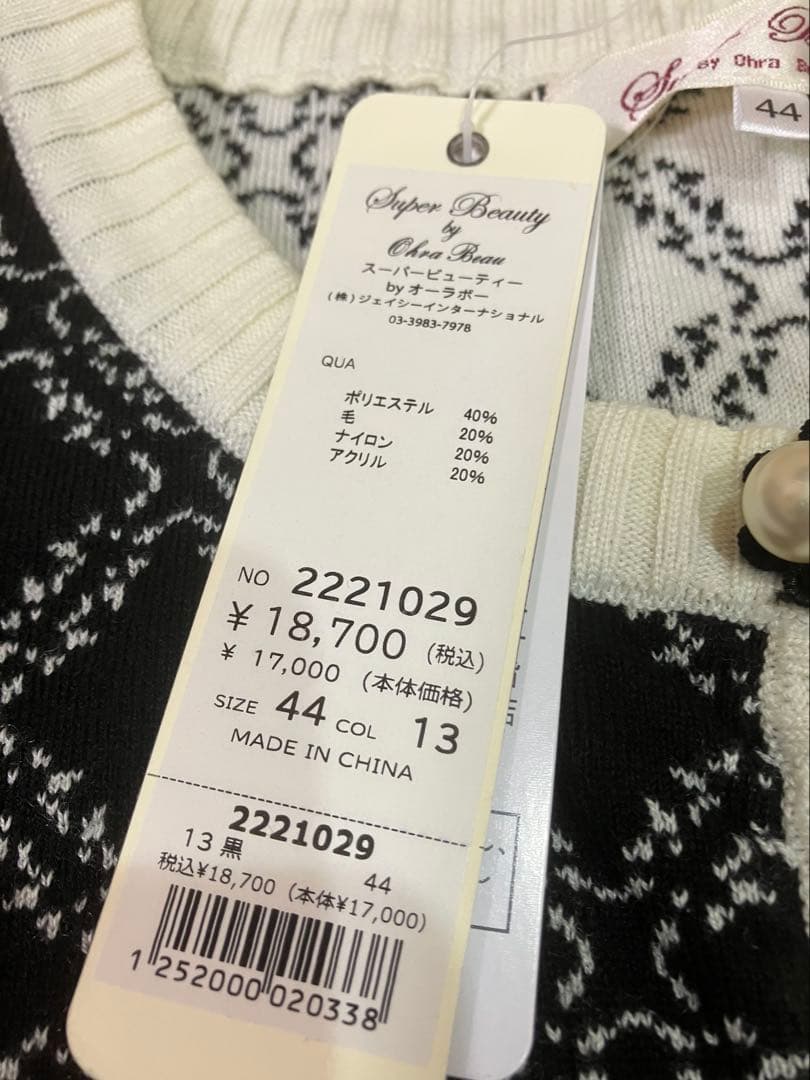 By Ohra
44
Super Beauty
by
Ohra Beau
スーパービューティー
byオーラボー
(株)ジェイシーインターナショナル
03-3983-7978
QUA
ポリエステル 40%
毛 20%
ナイロン 20%
アクリル 20%
NO 2221029
¥18,700 (税込)
¥ 17,000 (本体価格)
SIZE 44 COL 13
MADE IN CHINA
2221029
13黒 44
税込¥18,700 (本体¥17,000)
1 252000 020338